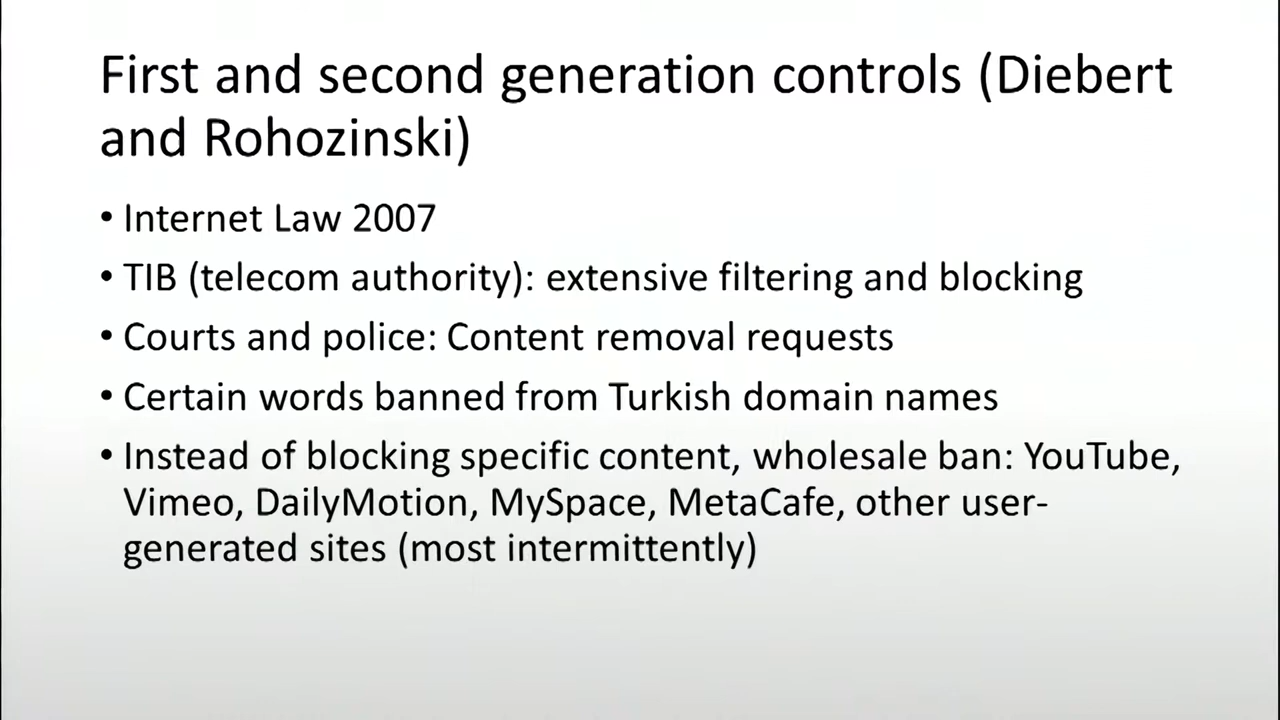 First and second generation controls (Diebert
and Rohozinski)
• Internet Law 2007
• TIB (telecom authority): extensive filtering and blocking
• Courts and police: Content removal requests
• Certain words banned from Turkish domain names
• Instead of blocking specific content, wholesale ban: YouTube,
Vimeo, DailyMotion, MySpace, MetaCafe, other user-
generated sites (most intermittently)